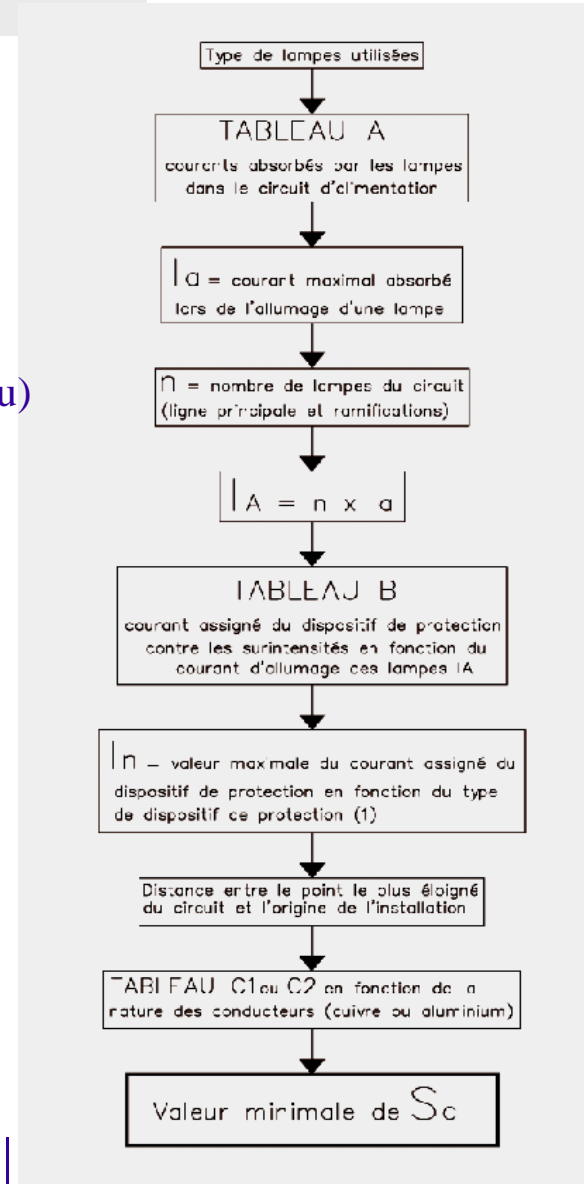 Type de lampes utilisées
TABLEAU A
courants absorbés par les lampes
dans le circuit d'alimentation
Ia = courant maximal absorbé
lors de l'allumage d'une lampe
u)
n = nombre de lampes du circuit
(ligne principale et ramifications)
IA = n x a
TABLEAU B
courant assigné du dispositif de protection
contre les surintensités en fonction du
courant d'allumage des lampes IA
In = valeur maximale du courant assigné du
dispositif de protection en fonction du type
de dispositif de protection (1)
Distance entre le point le plus éloigné
du circuit et l'origine de l'installation
TABLEAU C1 ou C2 en fonction de la
nature des conducteurs (cuivre ou aluminium)
Valeur minimale de Sc